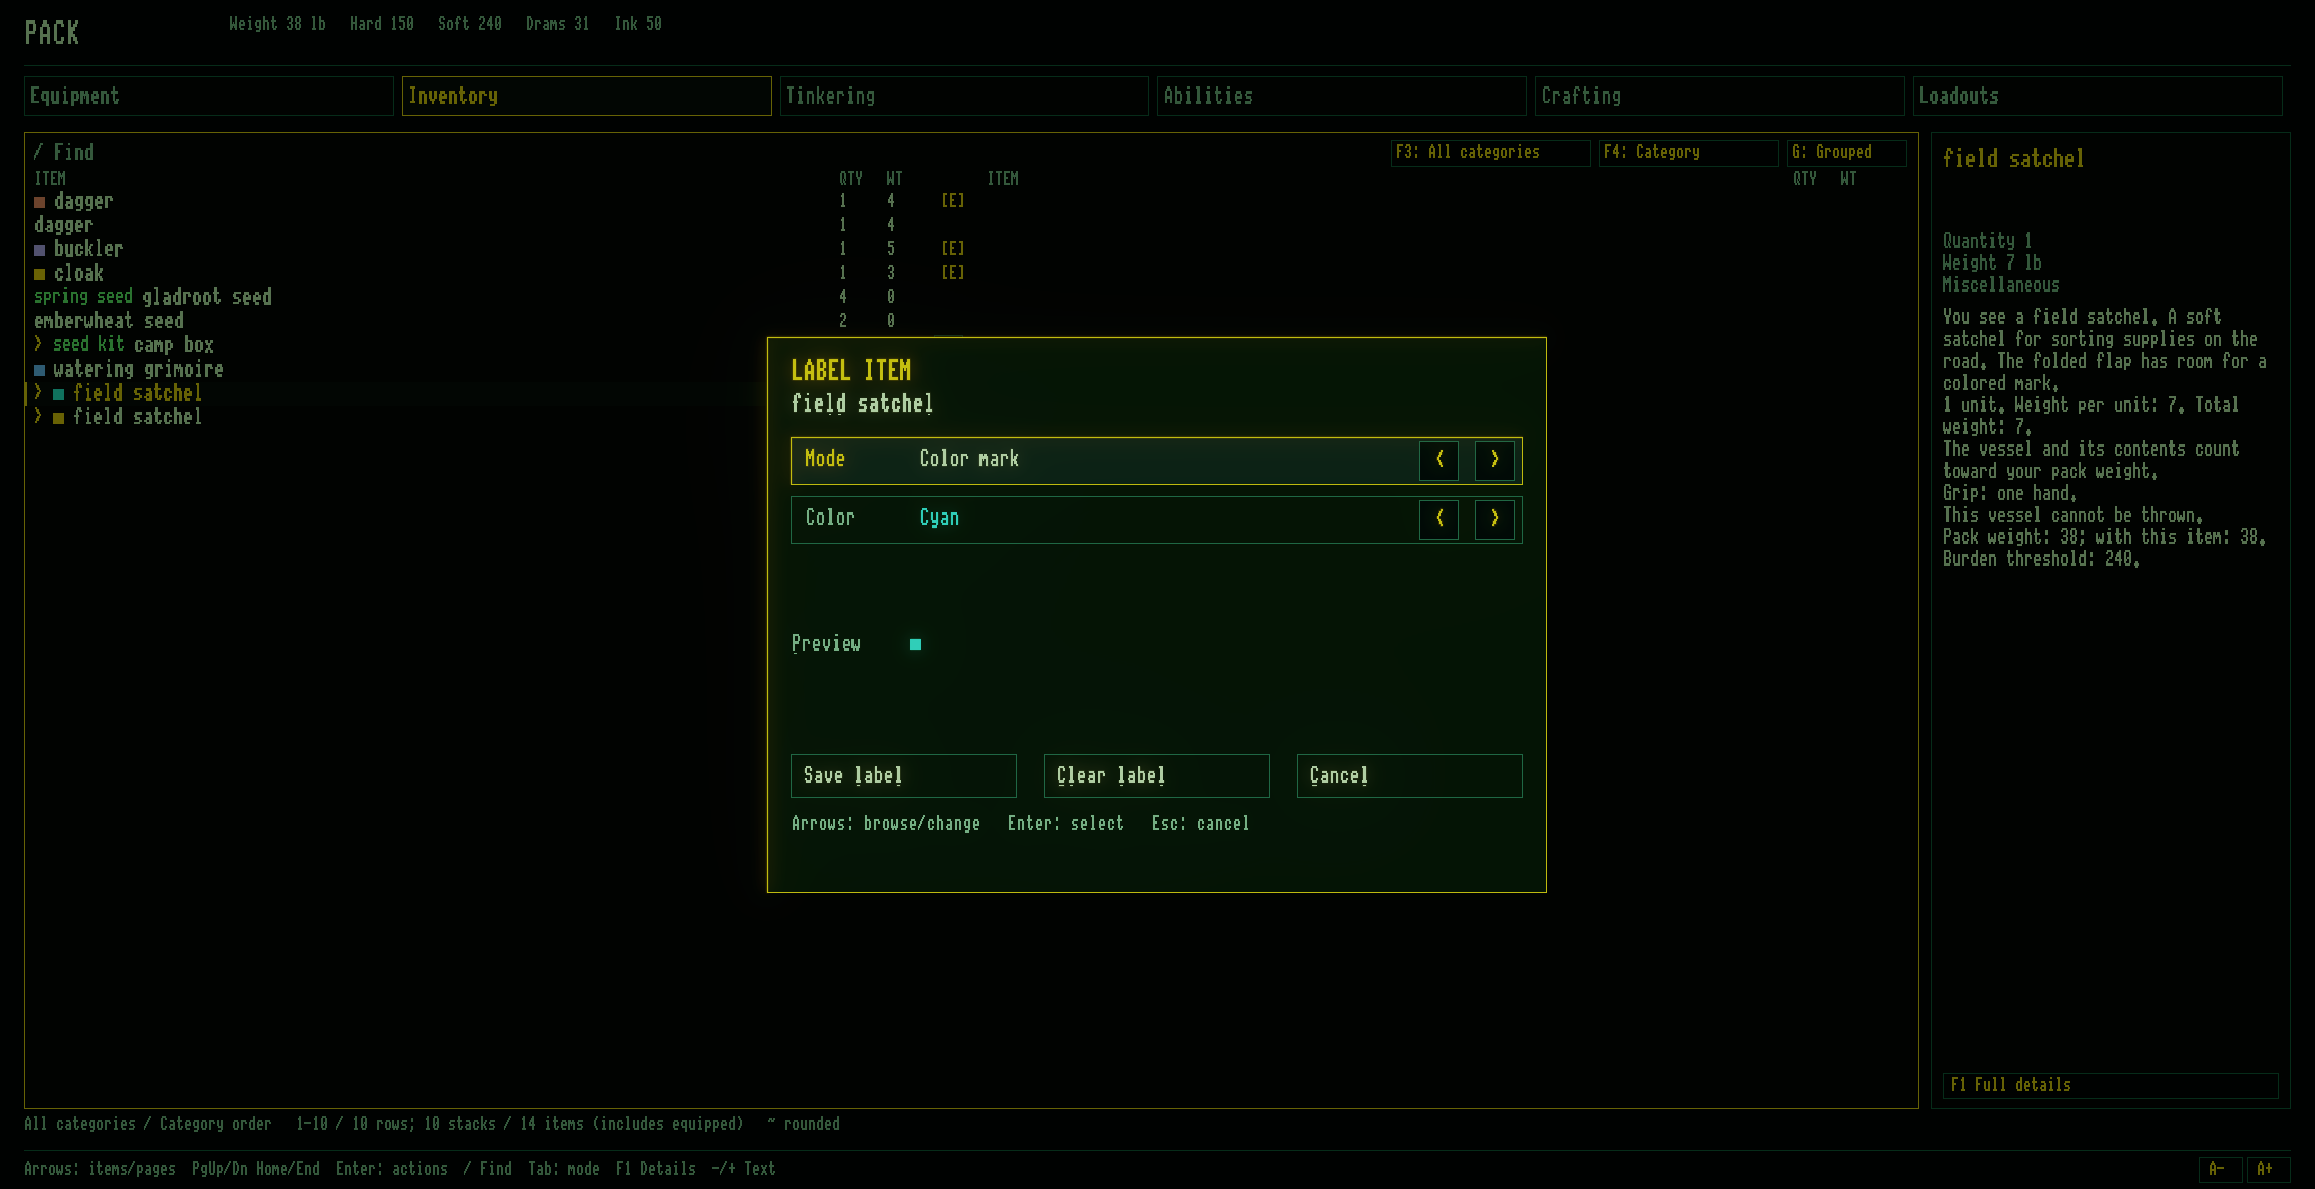 PACK
Weight 38 lb Hard 150 Soft 240 Drams 31 Ink 50
Equipment Inventory Tinkering Abilities Crafting Loadouts
/ Find F3: All categories F4: Category G: Grouped
ITEM QTY WT ITEM QTY WT
dagger 1 4 [E]
dagger 1 4
buckler 1 5 [E]
cloak 1 3 [E]
spring seed gladroot seed 4 0
emberwheat seed 2 0
> seed kit camp box
watering grimoire
> field satchel
> field satchel
LABEL ITEM
field satchel
Mode Color mark < >
Color Cyan < >
Preview
Save label Clear label Cancel
Arrows: browse/change Enter: select Esc: cancel
field satchel
Quantity 1
Weight 7 lb
Miscellaneous
You see a field satchel. A soft
satchel for sorting supplies on the
road. The folded flap has room for a
colored mark.
1 unit. Weight per unit: 7. Total
weight: 7.
The vessel and its contents count
toward your pack weight.
Grip: one hand.
This vessel cannot be thrown.
Pack weight: 38; with this item: 38.
Burden threshold: 240.
F1 Full details
All categories / Category order 1-10 / 10 rows; 10 stacks / 14 items (includes equipped) ~ rounded
Arrows: items/pages PgUp/Dn Home/End Enter: actions / Find Tab: mode F1 Details -/+ Text A- A+